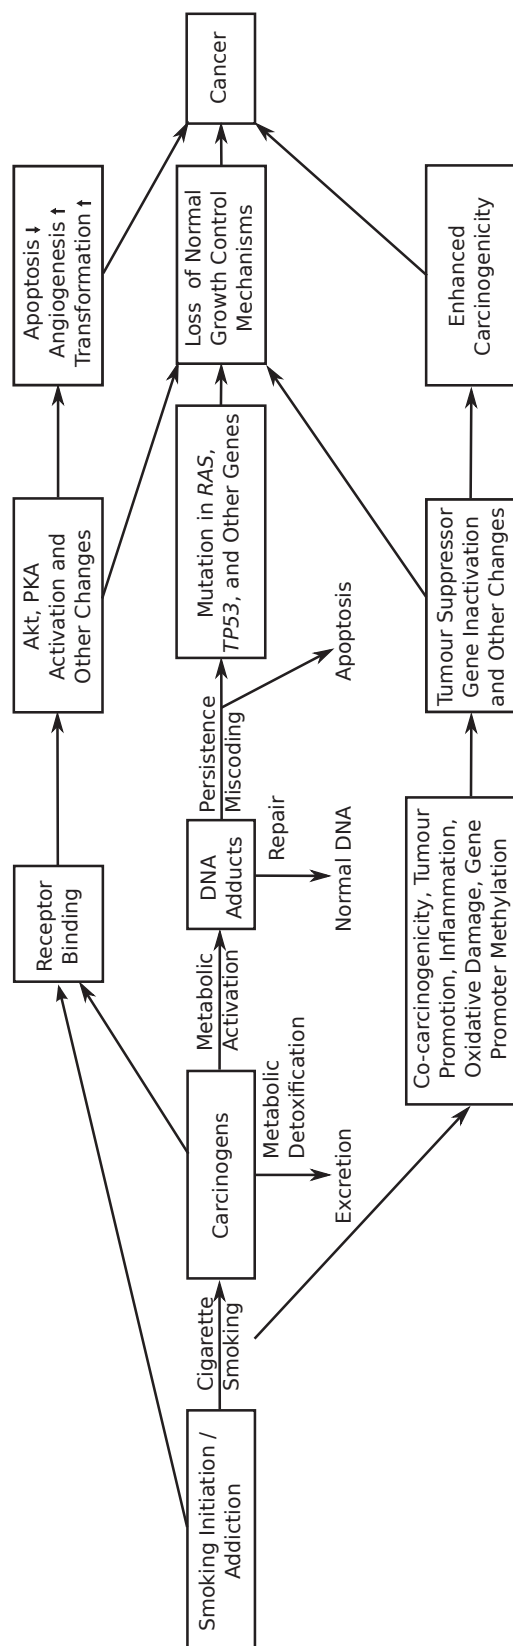 Smoking Initiation /
Addiction
Cigarette
Smoking
Carcinogens
Metabolic
Detoxification
Excretion
Metabolic
Activation
DNA
Adducts
Repair
Normal DNA
Persistence
Miscoding
Apoptosis
Mutation in RAS,
TP53, and Other Genes
Loss of Normal
Growth Control
Mechanisms
Cancer
Receptor
Binding
Akt, PKA
Activation and
Other Changes
Apoptosis ⬇
Angiogenesis ⬆
Transformation ⬆
Co-carcinogenicity, Tumour
Promotion, Inflammation,
Oxidative Damage, Gene
Promoter Methylation
Tumour Suppressor
Gene Inactivation
and Other Changes
Enhanced
Carcinogenicity